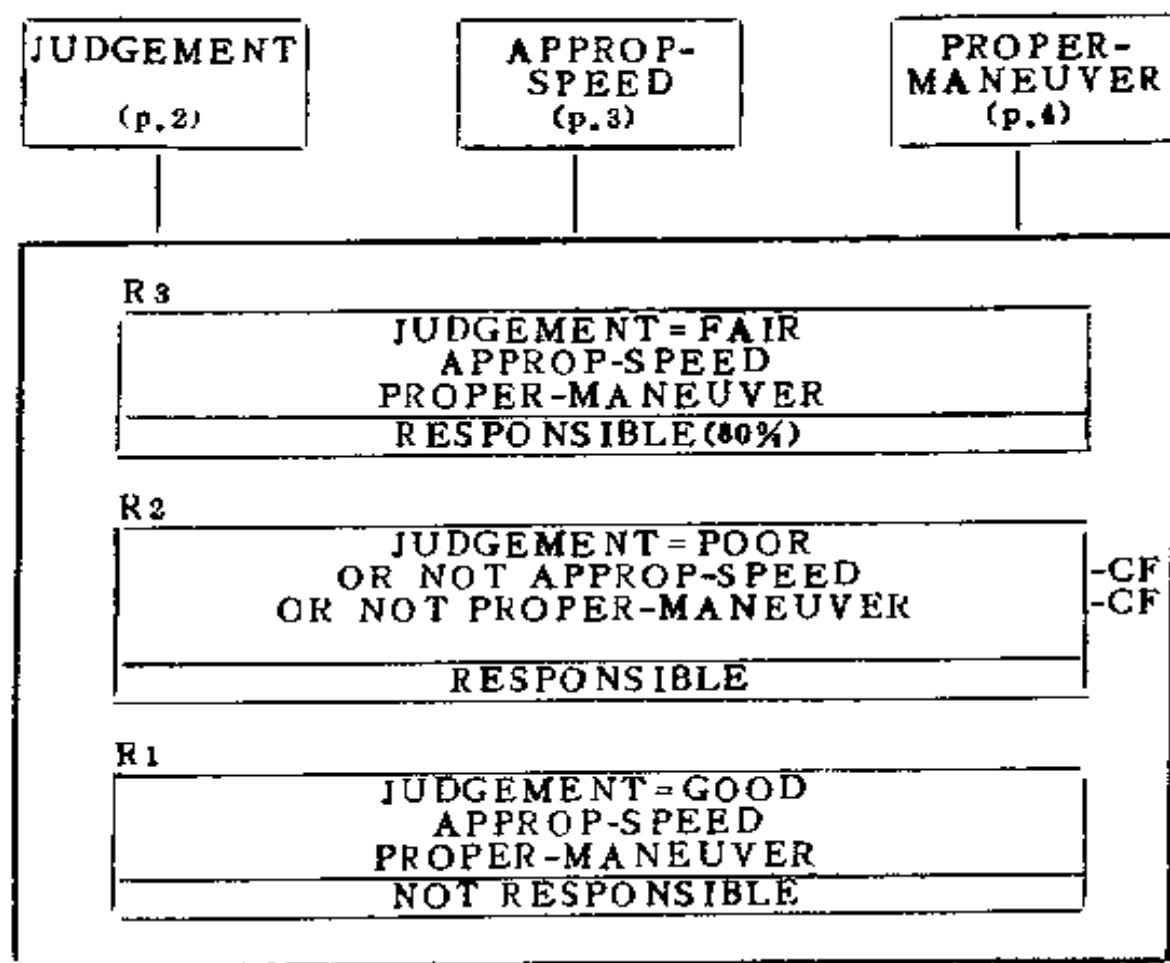 JUDGEMENT
(p.2)
APPROP-
SPEED
(p.3)
PROPER-
MANEUVER
(p.4)
R3
JUDGEMENT=FAIR
APPROP-SPEED
PROPER-MANEUVER
RESPONSIBLE(80%)
R2
JUDGEMENT=POOR
OR NOT APPROP-SPEED -CF
OR NOT PROPER-MANEUVER -CF
RESPONSIBLE
R1
JUDGEMENT=GOOD
APPROP-SPEED
PROPER-MANEUVER
NOT RESPONSIBLE